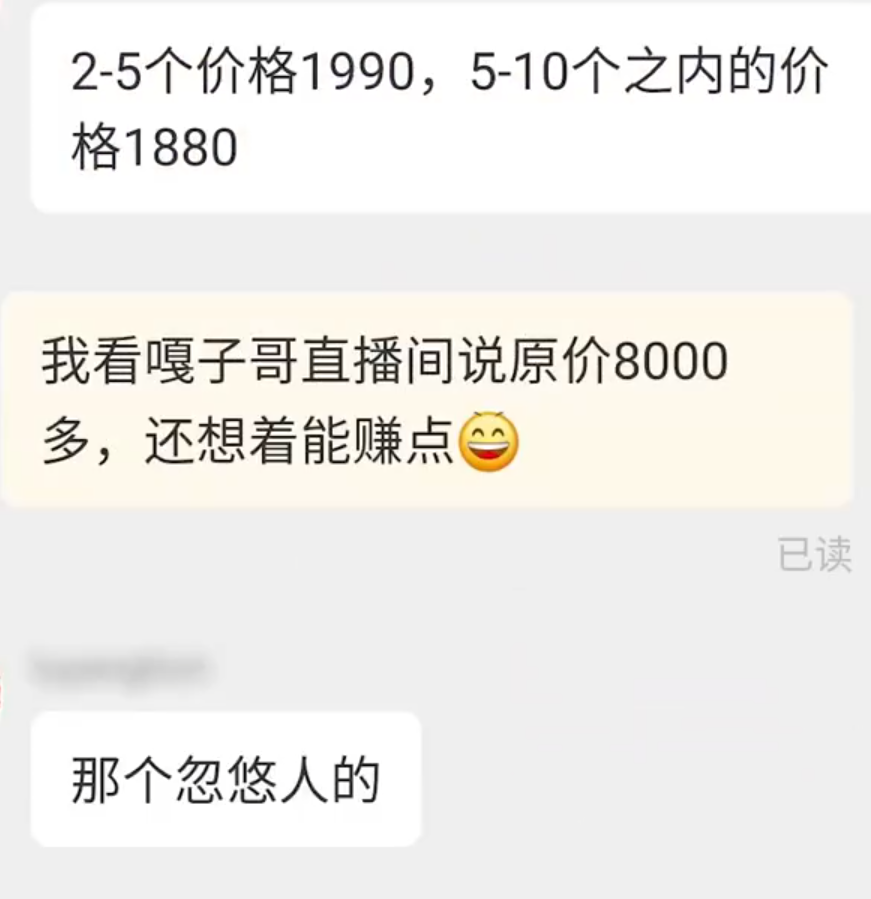 2-5个价格1990，5-10个之内的价
格1880
我看嘎子哥直播间说原价8000
多，还想着能赚点😄
已读
那个忽悠人的